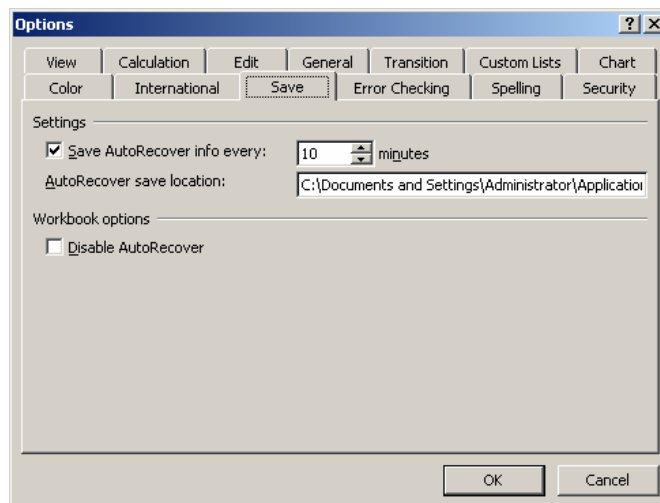 Options
View Calculation Edit General Transition Custom Lists Chart
Color International Save Error Checking Spelling Security
Settings
Save AutoRecover info every: 10 minutes
AutoRecover save location: C:\Documents and Settings\Administrator\Application
Workbook options
Disable AutoRecover
OK Cancel